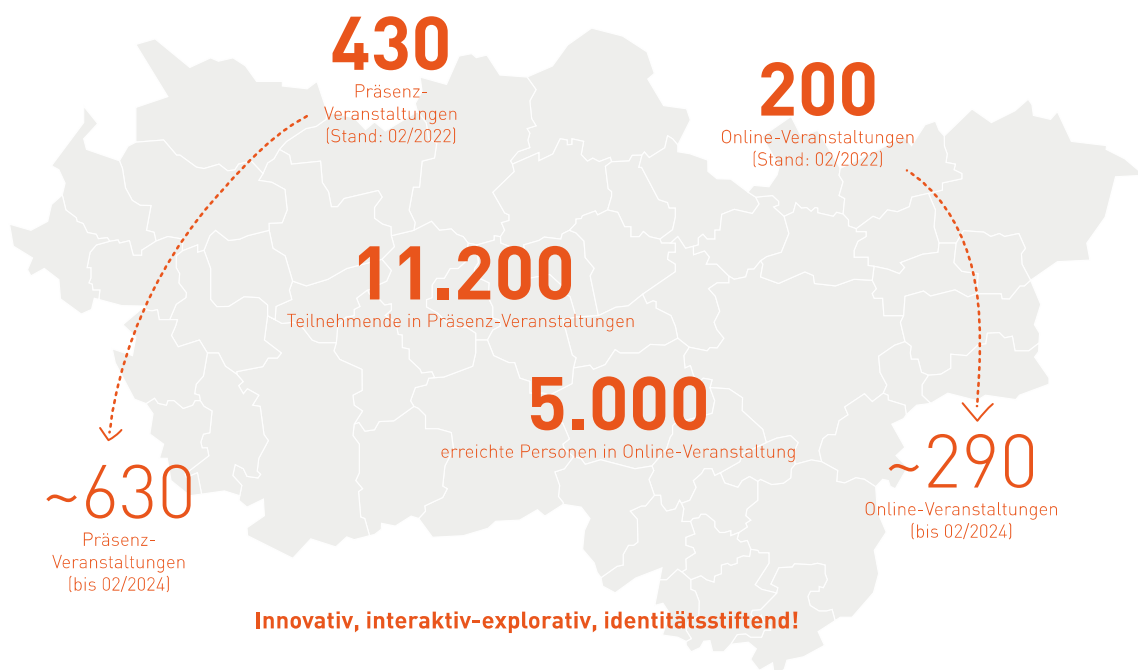 430
Präsenz-
Veranstaltungen
(Stand: 02/2022)
200
Online-Veranstaltungen
(Stand: 02/2022)
11.200
Teilnehmende in Präsenz-Veranstaltungen
5.000
erreichte Personen in Online-Veranstaltung
~630
Präsenz-
Veranstaltungen
(bis 02/2024)
~290
Online-Veranstaltungen
(bis 02/2024)
Innovativ, interaktiv-explorativ, identitätsstiftend!